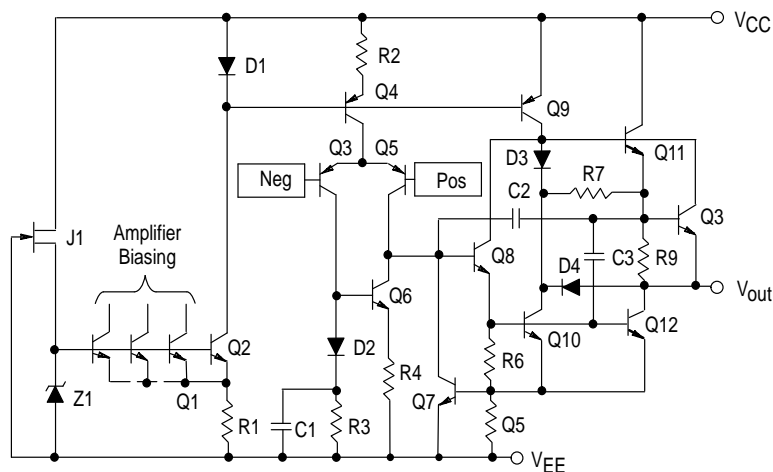 VCC
D1
R2
Q4
Q9
Q3
Q5
D3
Q11
R7
Neg
Pos
C2
Q3
J1
Amplifier
Biasing
Q8
C3
R9
D4
Vout
Q6
Q2
Q10
Q12
D2
R6
R4
Z1
Q1
Q7
R1
C1
R3
Q5
VEE